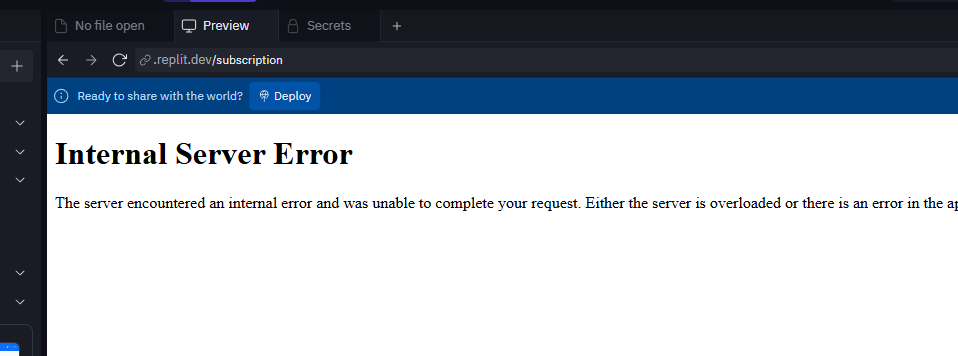 No file open Preview Secrets
.replit.dev/subscription
Ready to share with the world? Deploy
Internal Server Error
The server encountered an internal error and was unable to complete your request. Either the server is overloaded or there is an error in the